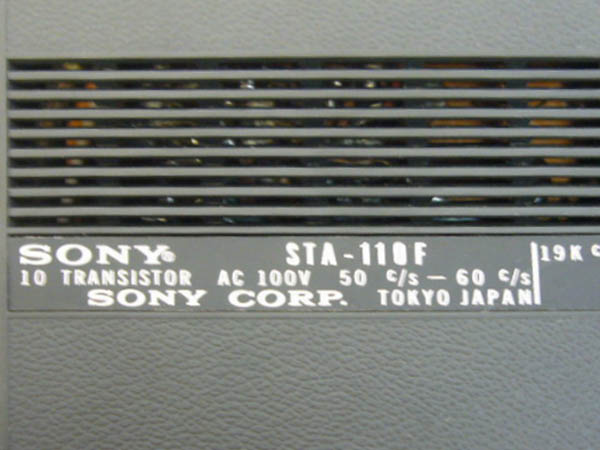 SONY® STA-110F
10 TRANSISTOR AC 100V 50 c/s — 60 c/s
SONY CORP. TOKYO JAPAN
19K c